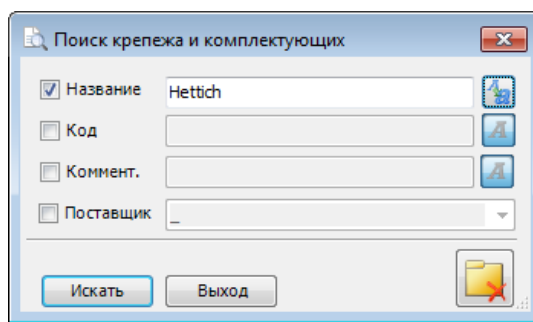 Поиск крепежа и комплектующих
Название Hettich
Код
Коммент.
Поставщик _
Искать Выход